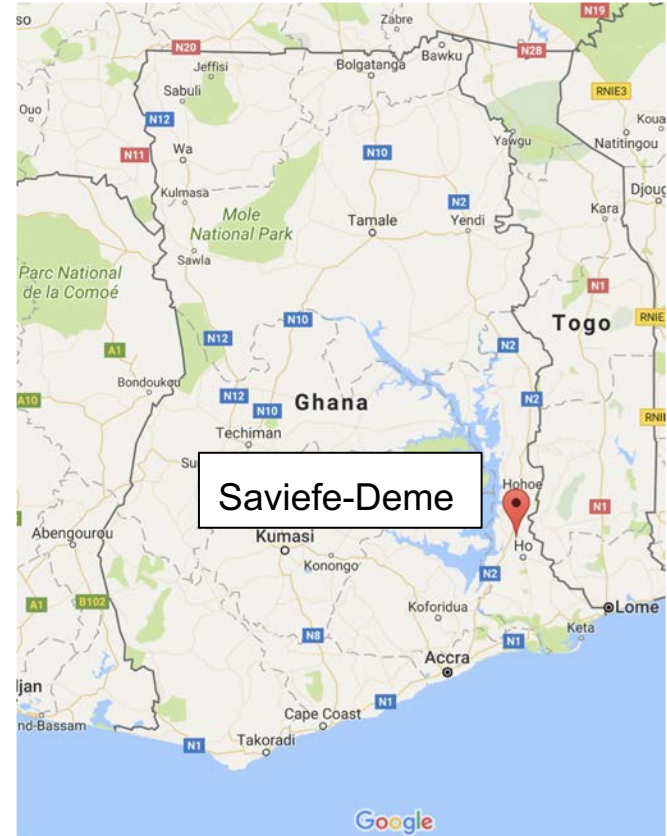 so
Zabre
N19
N20
Jeffisi
Bolgatanga
Bawku
N28
Sabuli
RNIE3
Ouo
N12
Koua
N11
Wa
N10
Yawgu
Natitingou
Kulmasa
N2
Djoug
Mole
National Park
Tamale
Yendi
Kara
Sawla
Parc National
de la Comoé
N1
N10
Togo
RNIE
A1
N12
N2
Bondoukou
A10
N12
Ghana
N2
N10
RNIE
Techiman
Su
Saviefe-Deme
Hohoe
N1
Abengourou
Kumasi
Ho
Konongo
N2
A1
B102
Koforidua
Lome
N8
Keta
N1
Accra
jan
nd-Bassam
Cape Coast
N1
N1
Takoradi
Google